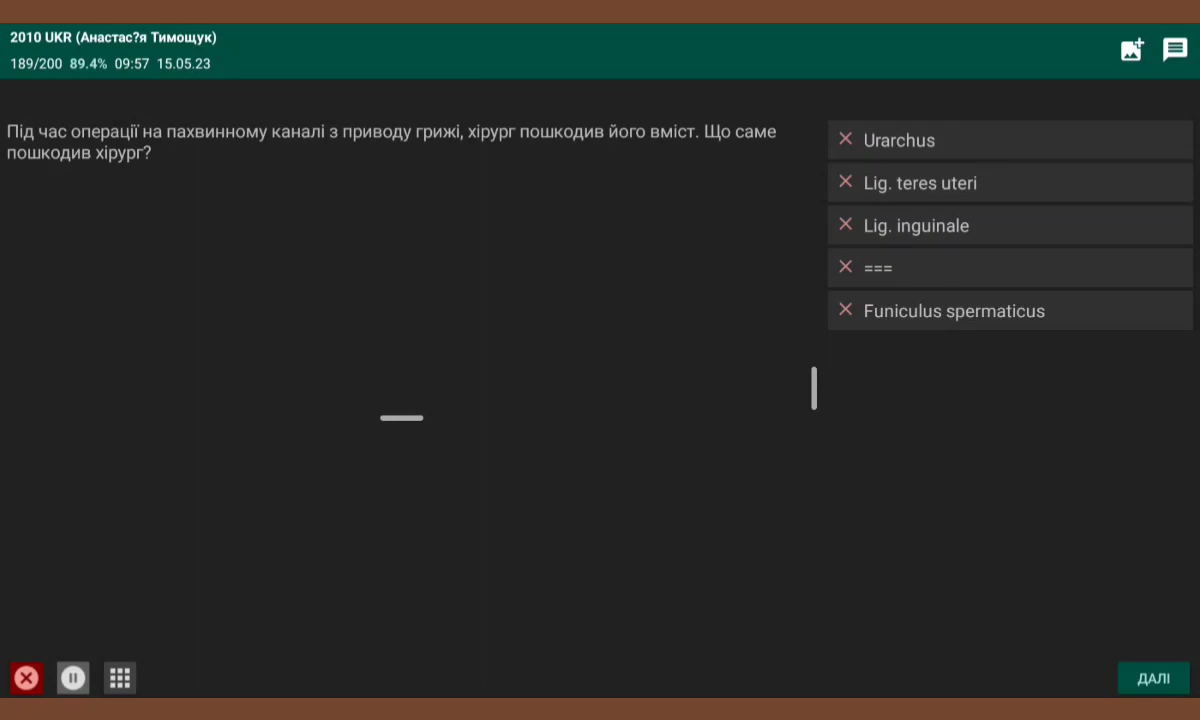 2010 UKR (Анастас?я Тимощук)
189/200 89.4% 09:57 15.05.23
Під час операції на пахвинному каналі з приводу грижі, хірург пошкодив його вміст. Що саме
пошкодив хірург?
Urarchus
Lig. teres uteri
Lig. inguinale
===
Funiculus spermaticus
ДАЛІ